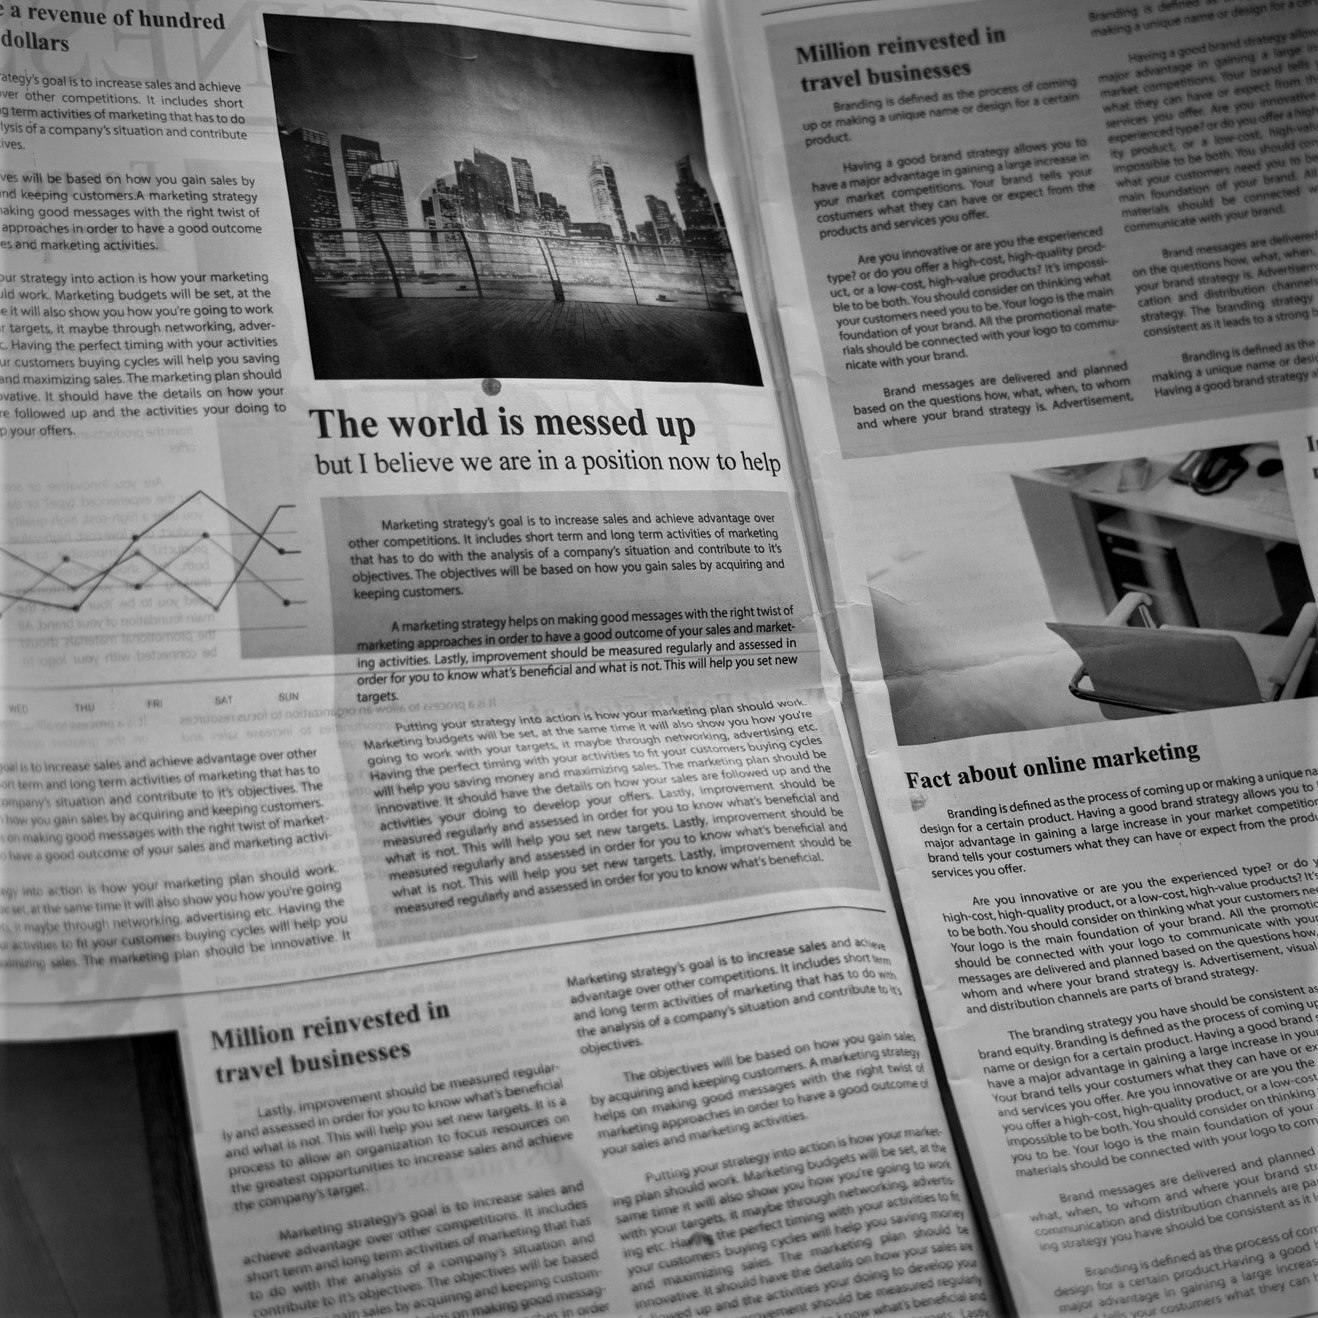 e a revenue of hundred
dollars
ategy's goal is to increase sales and achieve
over other competitions. It includes short
g term activities of marketing that has to do
lysis of a company's situation and contribute
ives.
ves will be based on how you gain sales by
nd keeping customers.A marketing strategy
aking good messages with the right twist of
approaches in order to have a good outcome
es and marketing activities.
our strategy into action is how your marketing
uld work. Marketing budgets will be set, at the
e it will also show you how you're going to work
r targets, it maybe through networking, adver-
c. Having the perfect timing with your activities
ur customers buying cycles will help you saving
and maximizing sales. The marketing plan should
ovative. It should have the details on how your
re followed up and the activities your doing to
p your offers.
WED THU FRI SAT SUN
goal is to increase sales and achieve advantage over other
ort term and long term activities of marketing that has to
ompany's situation and contribute to it's objectives. The
how you gain sales by acquiring and keeping customers.
on making good messages with the right twist of market-
o have a good outcome of your sales and marketing activi-
egy into action is how your marketing plan should work.
be set, at the same time it will also show you how you're going
it maybe through networking, advertising etc. Having the
activities to fit your customers buying cycles will help you
aximizing sales. The marketing plan should be innovative. It
The world is messed up
but I believe we are in a position now to help
Marketing strategy's goal is to increase sales and achieve advantage over
other competitions. It includes short term and long term activities of marketing
that has to do with the analysis of a company's situation and contribute to it's
objectives. The objectives will be based on how you gain sales by acquiring and
keeping customers.
A marketing strategy helps on making good messages with the right twist of
marketing approaches in order to have a good outcome of your sales and market-
ing activities. Lastly, improvement should be measured regularly and assessed in
order for you to know what's beneficial and what is not. This will help you set new
targets.
Putting your strategy into action is how your marketing plan should work.
Marketing budgets will be set, at the same time it will also show you how you're
going to work with your targets, it maybe through networking, advertising etc.
Having the perfect timing with your activities to fit your customers buying cycles
will help you saving money and maximizing sales. The marketing plan should be
innovative. It should have the details on how your sales are followed up and the
activities your doing to develop your offers. Lastly, improvement should be
measured regularly and assessed in order for you to know what's beneficial and
what is not. This will help you set new targets. Lastly, improvement should be
measured regularly and assessed in order for you to know what's beneficial and
what is not. This will help you set new targets. Lastly, improvement should be
measured regularly and assessed in order for you to know what's beneficial.
Million reinvested in
travel businesses
Lastly, improvement should be measured regular-
ly and assessed in order for you to know what's beneficial
and what is not. This will help you set new targets. It is a
process to allow an organization to focus resources on
the greatest opportunities to increase sales and achieve
the company's target.
Marketing strategy's goal is to increase sales and
achieve advantage over other competitions. It includes
short term and long term activities of marketing that has
to do with the analysis of a company's situation and
contribute to it's objectives. The objectives will be based
gain sales by acquiring and keeping custom-
helps on making good messag-
in order
Marketing strategy's goal is to increase sales and achieve
advantage over other competitions. It includes short term
and long term activities of marketing that has to do with
the analysis of a company's situation and contribute to it's
objectives.
The objectives will be based on how you gain sales
by acquiring and keeping customers. A marketing strategy
helps on making good messages with the right twist of
marketing approaches in order to have a good outcome of
your sales and marketing activities.
Putting your strategy into action is how your market-
ing plan should work. Marketing budgets will be set, at the
same time it will also show you how you're going to work
with your targets, it maybe through networking, advertis-
ing etc. Having the perfect timing with your activities to fit
your customers buying cycles will help you saving money
and maximizing sales. The marketing plan should be
innovative. It should have the details on how your sales are
followed up and the activities your doing to develop your
improvement should be measured regularly
know what's beneficial and
targets. Lastly
Million reinvested in
travel businesses
Branding is defined as the process of coming
up or making a unique name or design for a certain
product.
Having a good brand strategy allows you to
have a major advantage in gaining a large increase in
your market competitions. Your brand tells your
costumers what they can have or expect from the
products and services you offer.
Are you innovative or are you the experienced
type? or do you offer a high-cost, high-quality prod-
uct, or a low-cost, high-value products? It's impossi-
ble to be both. You should consider on thinking what
your customers need you to be. Your logo is the main
foundation of your brand. All the promotional mate-
rials should be connected with your logo to commu-
nicate with your brand.
Brand messages are delivered and planned
based on the questions how, what, when, to whom
and where your brand strategy is. Advertisement,
Branding is defined as
making a unique name or design for a cer
Having a good brand strategy allow
major advantage in gaining a large in
market competitions. Your brand tells
what they can have or expect from th
services you offer. Are you innovative
experienced type? or do you offer a high
ity product, or a low-cost, high-valu
impossible to be both. You should con
what your customers need you to be
main foundation of your brand. All
materials should be connected w
communicate with your brand.
Brand messages are delivered
on the questions how, what, when,
your brand strategy is. Advertisem
cation and distribution channels
strategy. The branding strategy
consistent as it leads to a strong b
Branding is defined as the
making a unique name or desi
Having a good brand strategy a
Fact about online marketing
Branding is defined as the process of coming up or making a unique na
design for a certain product. Having a good brand strategy allows you to
major advantage in gaining a large increase in your market competition
brand tells your costumers what they can have or expect from the produ
services you offer.
Are you innovative or are you the experienced type? or do y
high-cost, high-quality product, or a low-cost, high-value products? It's
to be both. You should consider on thinking what your customers nee
Your logo is the main foundation of your brand. All the promotio
should be connected with your logo to communicate with your
messages are delivered and planned based on the questions how,
whom and where your brand strategy is. Advertisement, visual
and distribution channels are parts of brand strategy.
The branding strategy you have should be consistent as
brand equity. Branding is defined as the process of coming up
name or design for a certain product. Having a good brand s
have a major advantage in gaining a large increase in your
Your brand tells your costumers what they can have or ex
and services you offer. Are you innovative or are you the
you offer a high-cost, high-quality product, or a low-cost
impossible to be both. You should consider on thinking
you to be. Your logo is the main foundation of your
materials should be connected with your logo to com
Brand messages are delivered and planned
what, when, to whom and where your brand str
communication and distribution channels are pa
ing strategy you have should be consistent as it l
Branding is defined as the process of com
design for a certain product.Having a good b
major advantage in gaining a large increas
tells your costumers what they can h